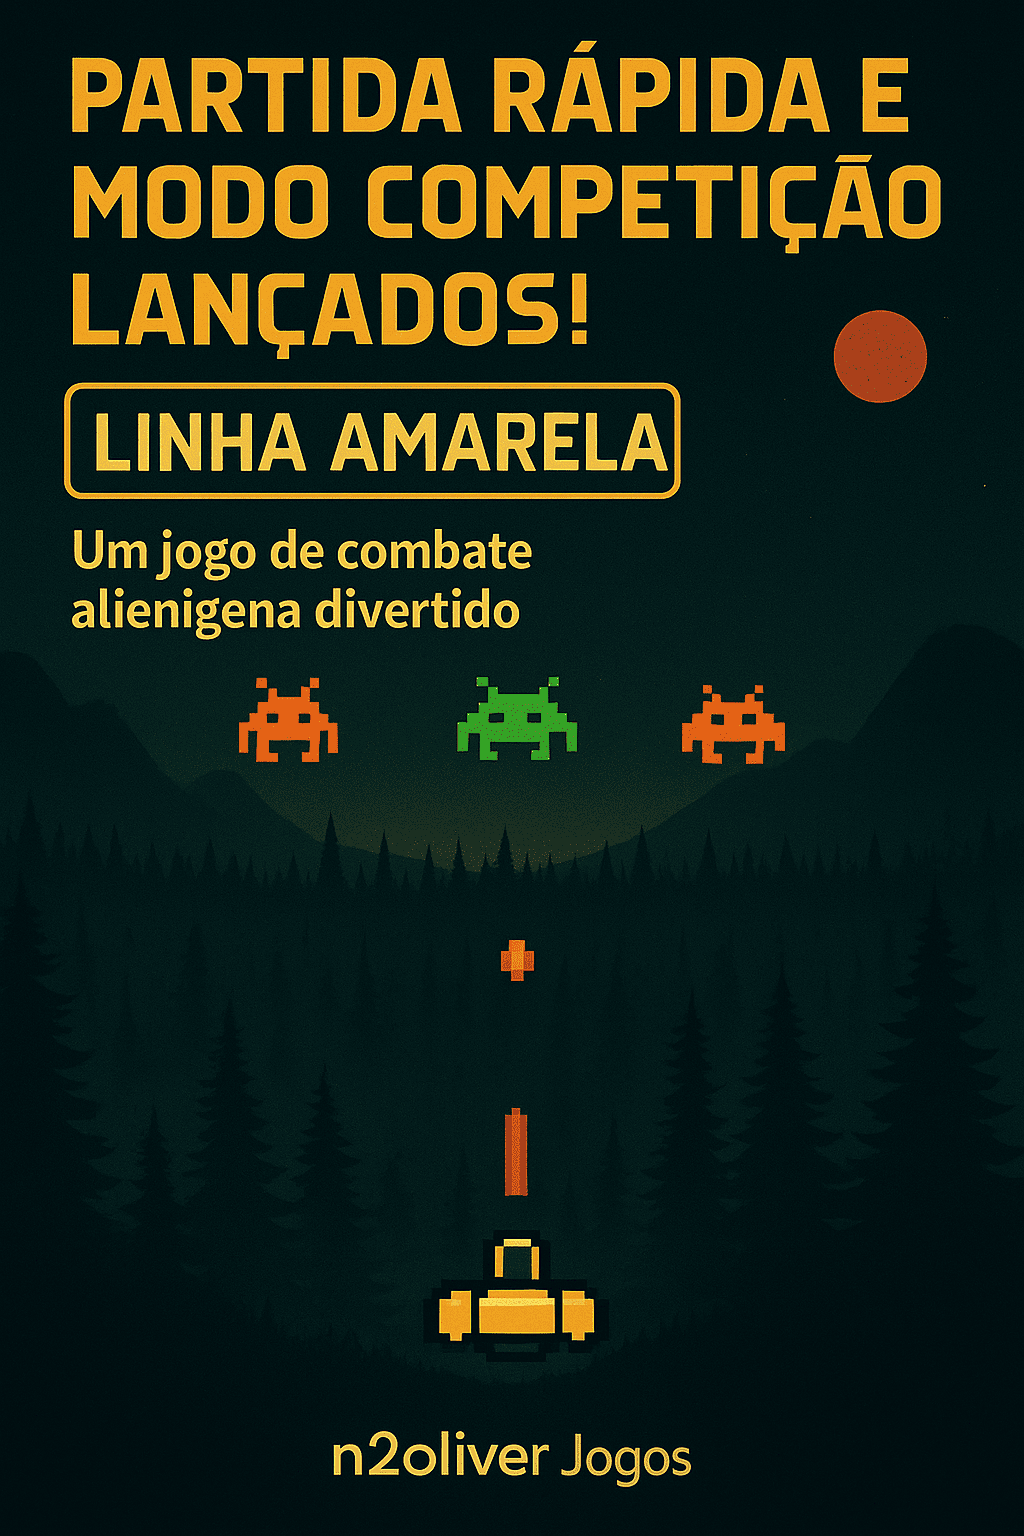 PARTIDA RÁPIDA E
MODO COMPETIÇÃO
LANÇADOS!
LINHA AMARELA
Um jogo de combate
alienigena divertido
n2oliver Jogos